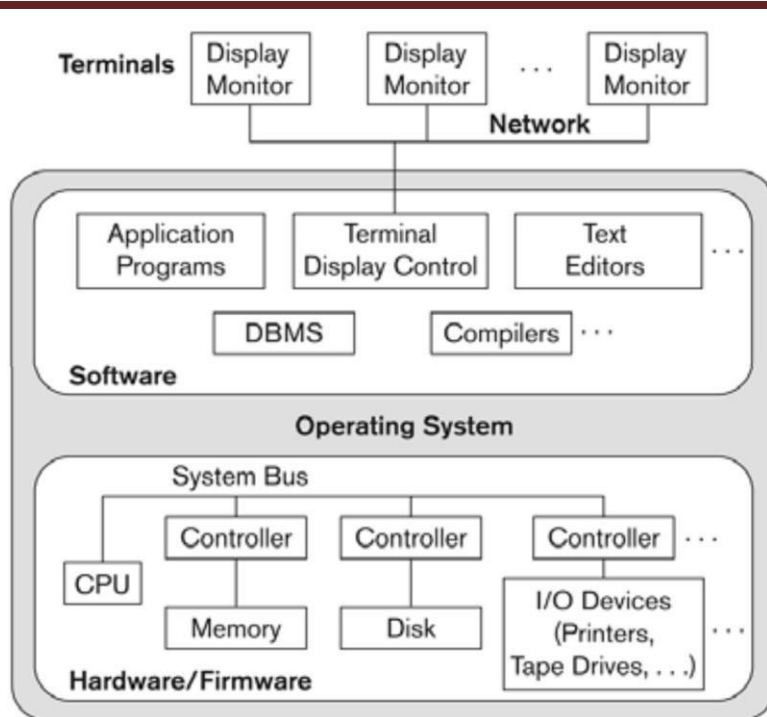 Terminals
Display
Monitor
Display
Monitor
. . .
Display
Monitor
Network
Application
Programs
Terminal
Display Control
Text
Editors
. . .
DBMS
Compilers
. . .
Software
Operating System
System Bus
Controller
Controller
Controller
. . .
CPU
Memory
Disk
I/O Devices
(Printers,
Tape Drives, . . .)
. . .
Hardware/Firmware